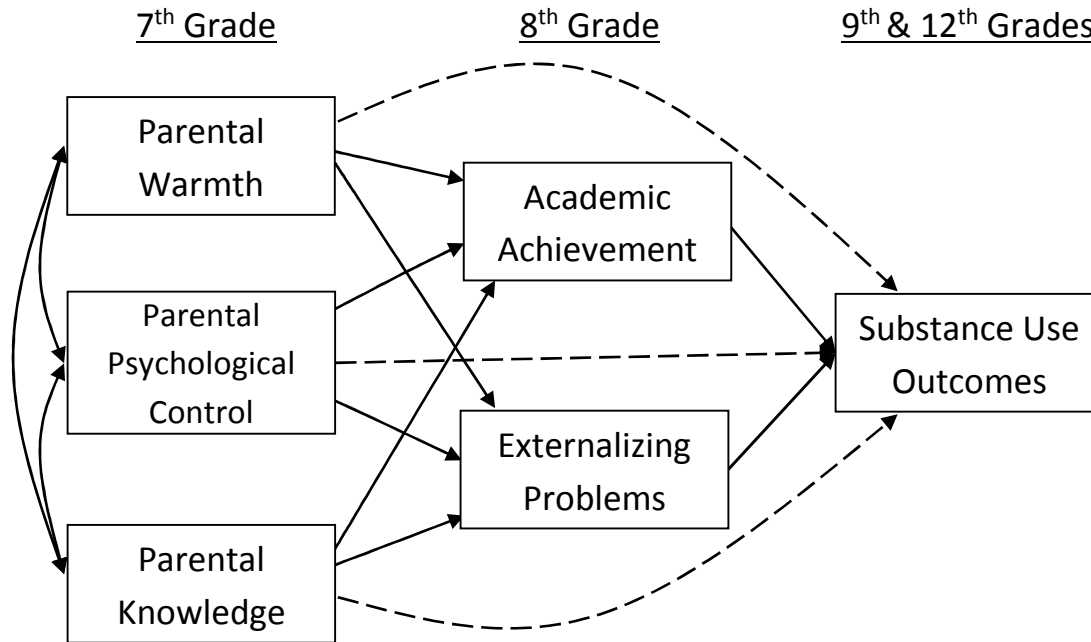 7th Grade
8th Grade
9th & 12th Grades
Parental
Warmth
Academic
Achievement
Parental
Psychological
Control
Substance Use
Outcomes
Externalizing
Problems
Parental
Knowledge